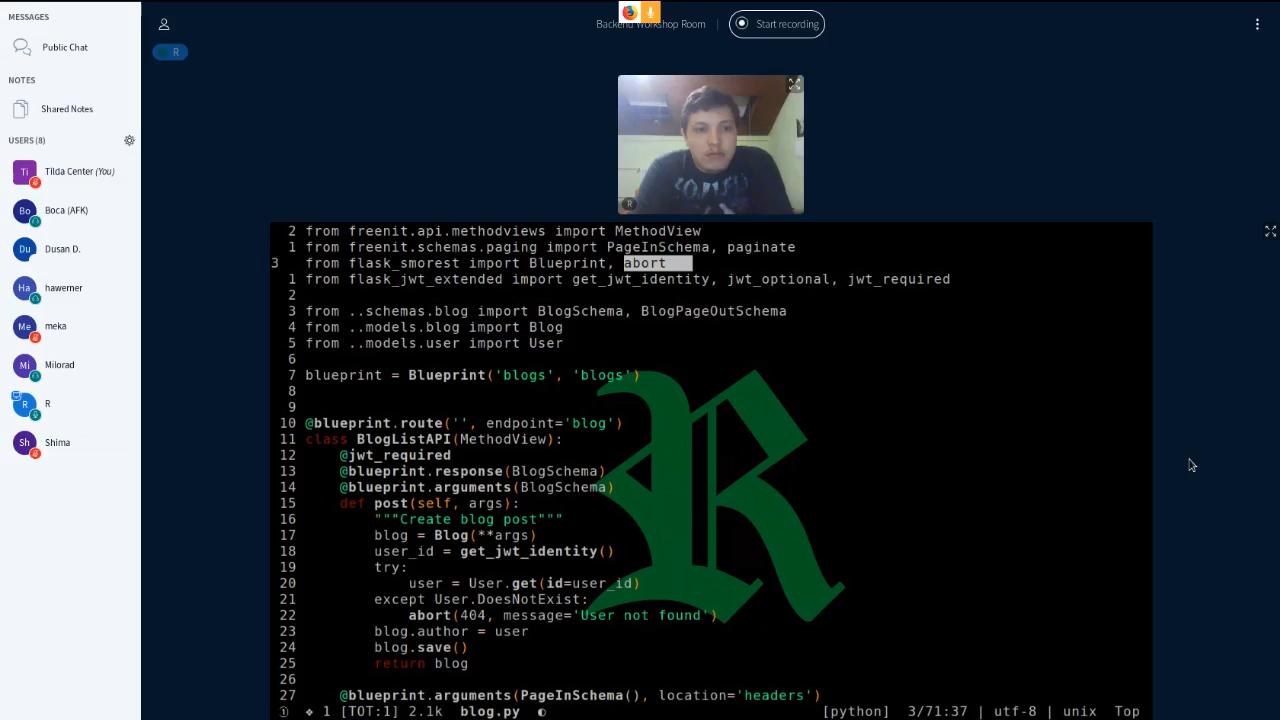 MESSAGES
Public Chat
NOTES
Shared Notes
USERS (8)
Ti Tilda Center (You)
Bo Boca (AFK)
Du Dusan D.
Ha hawerner
Me meka
Mi Milorad
R R
Sh Shima
Backend Workshop Room | Start recording
R
R
2 from freenit.api.methodviews import MethodView
1 from freenit.schemas.paging import PageInSchema, paginate
3 from flask_smorest import Blueprint, abort
1 from flask_jwt_extended import get_jwt_identity, jwt_optional, jwt_required
2
3 from ..schemas.blog import BlogSchema, BlogPageOutSchema
4 from ..models.blog import Blog
5 from ..models.user import User
6
7 blueprint = Blueprint('blogs', 'blogs')
8
9
10 @blueprint.route('', endpoint='blog')
11 class BlogListAPI(MethodView):
12 @jwt_required
13 @blueprint.response(BlogSchema)
14 @blueprint.arguments(BlogSchema)
15 def post(self, args):
16 """Create blog post"""
17 blog = Blog(**args)
18 user_id = get_jwt_identity()
19 try:
20 user = User.get(id=user_id)
21 except User.DoesNotExist:
22 abort(404, message='User not found')
23 blog.author = user
24 blog.save()
25 return blog
26
27 @blueprint.arguments(PageInSchema(), location='headers')
1 [TOT:1] 2.1k blog.py [python] 3/71:37 | utf-8 | unix Top
R